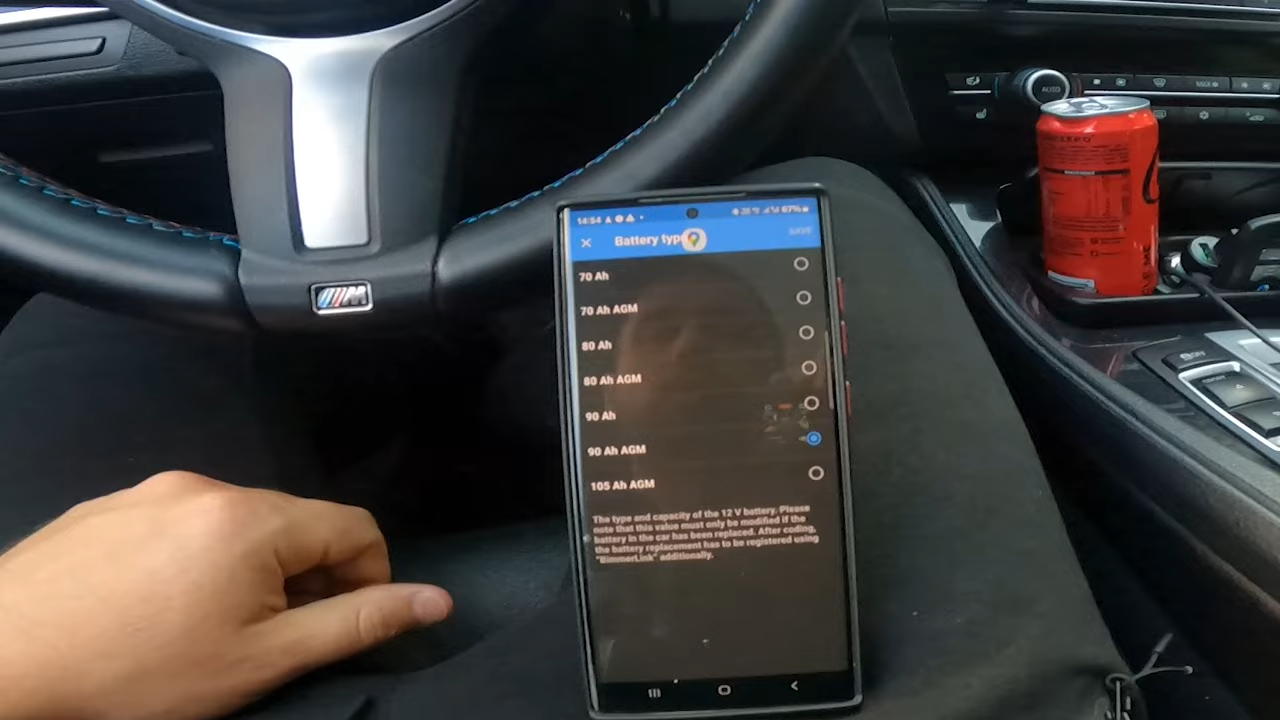 14:54
67%
Battery typ
SAVE
70 Ah
70 Ah AGM
80 Ah
80 Ah AGM
90 Ah
90 Ah AGM
105 Ah AGM
The type and capacity of the 12 V battery. Please
note that this value must only be modified if the
battery in the car has been replaced. After coding,
the battery replacement has to be registered using
"BimmerLink" additionally.
M
AUTO
OFF